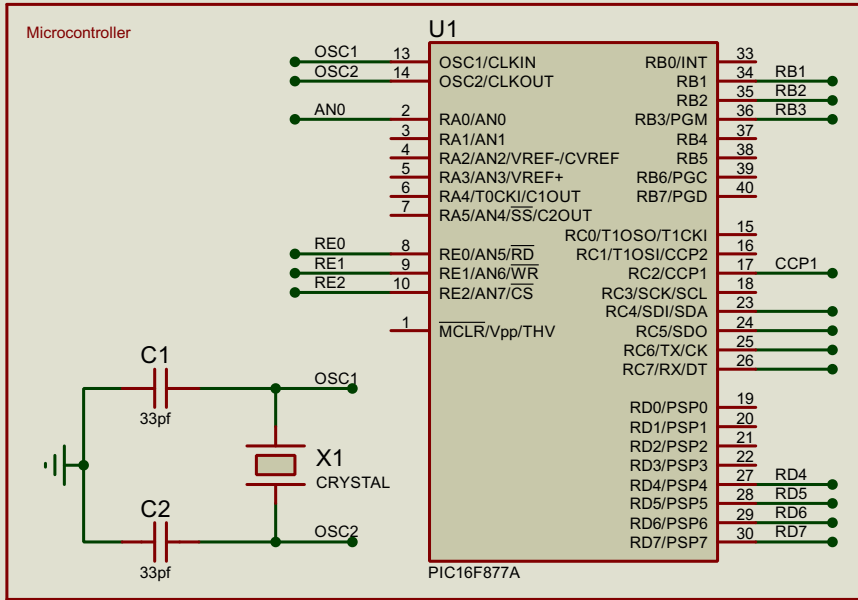 Microcontroller
U1
OSC1 13 OSC1/CLKIN RB0/INT 33
OSC2 14 OSC2/CLKOUT RB1 34 RB1
RB2 35 RB2
AN0 2 RA0/AN0 RB3/PGM 36 RB3
3 RA1/AN1 RB4 37
4 RA2/AN2/VREF-/CVREF RB5 38
5 RA3/AN3/VREF+ RB6/PGC 39
6 RA4/T0CKI/C1OUT RB7/PGD 40
7 RA5/AN4/SS/C2OUT
RC0/T1OSO/T1CKI 15
RE0 8 RE0/AN5/RD RC1/T1OSI/CCP2 16
RE1 9 RE1/AN6/WR RC2/CCP1 17 CCP1
RE2 10 RE2/AN7/CS RC3/SCK/SCL 18
RC4/SDI/SDA 23
1 MCLR/Vpp/THV RC5/SDO 24
RC6/TX/CK 25
RC7/RX/DT 26
RD0/PSP0 19
RD1/PSP1 20
RD2/PSP2 21
RD3/PSP3 22
RD4/PSP4 27 RD4
RD5/PSP5 28 RD5
RD6/PSP6 29 RD6
RD7/PSP7 30 RD7
PIC16F877A
C1
33pf
OSC1
X1
CRYSTAL
C2
33pf
OSC2